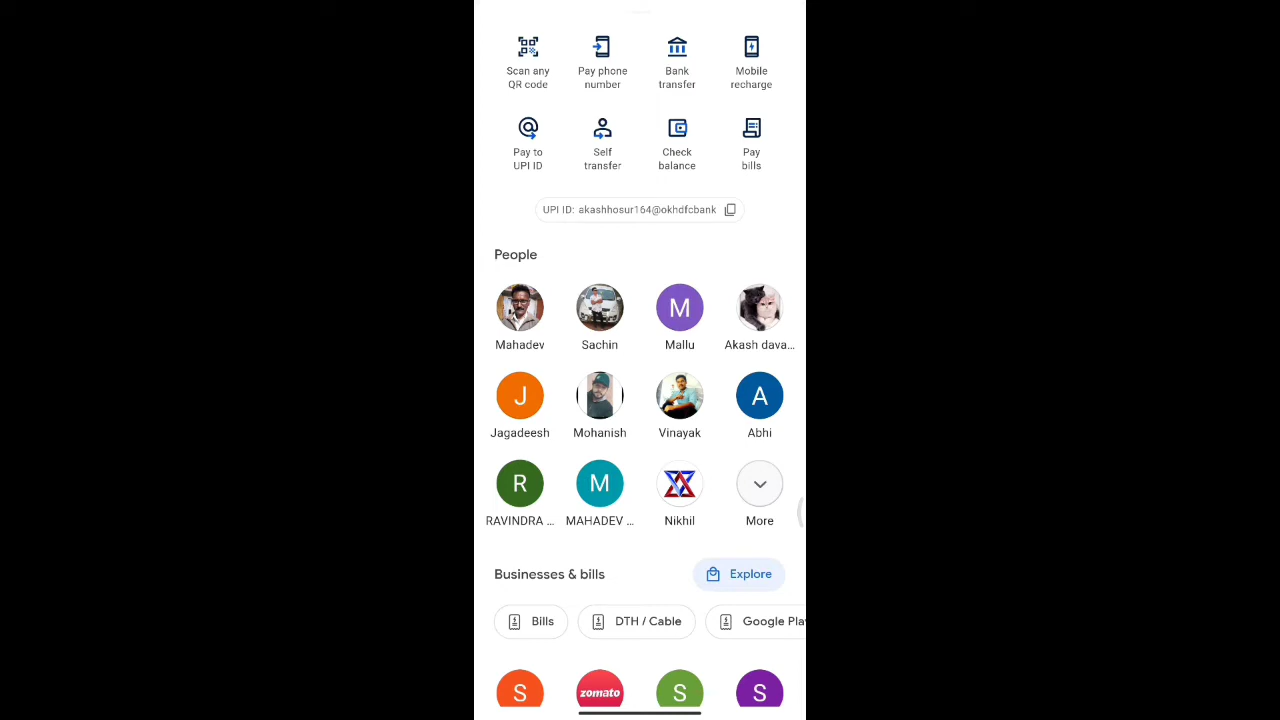 Scan any Pay phone Bank Mobile
QR code number transfer recharge
Pay to Self Check Pay
UPI ID transfer balance bills
UPI ID: akashhosur164@okhdfcbank
People
M
Mahadev Sachin Mallu Akash dava...
J A
Jagadeesh Mohanish Vinayak Abhi
R M
RAVINDRA ... MAHADEV ... Nikhil More
Businesses & bills Explore
Bills DTH / Cable Google Pla
S zomato S S